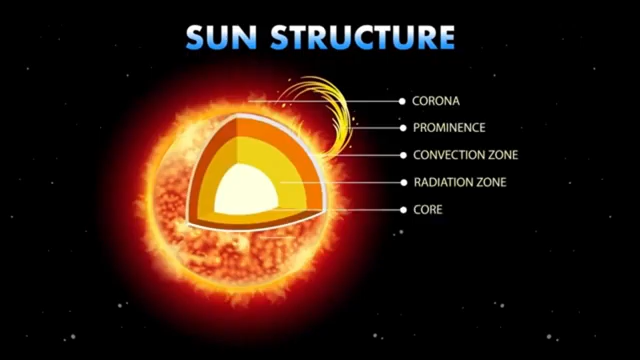 SUN STRUCTURE
CORONA
PROMINENCE
CONVECTION ZONE
RADIATION ZONE
CORE